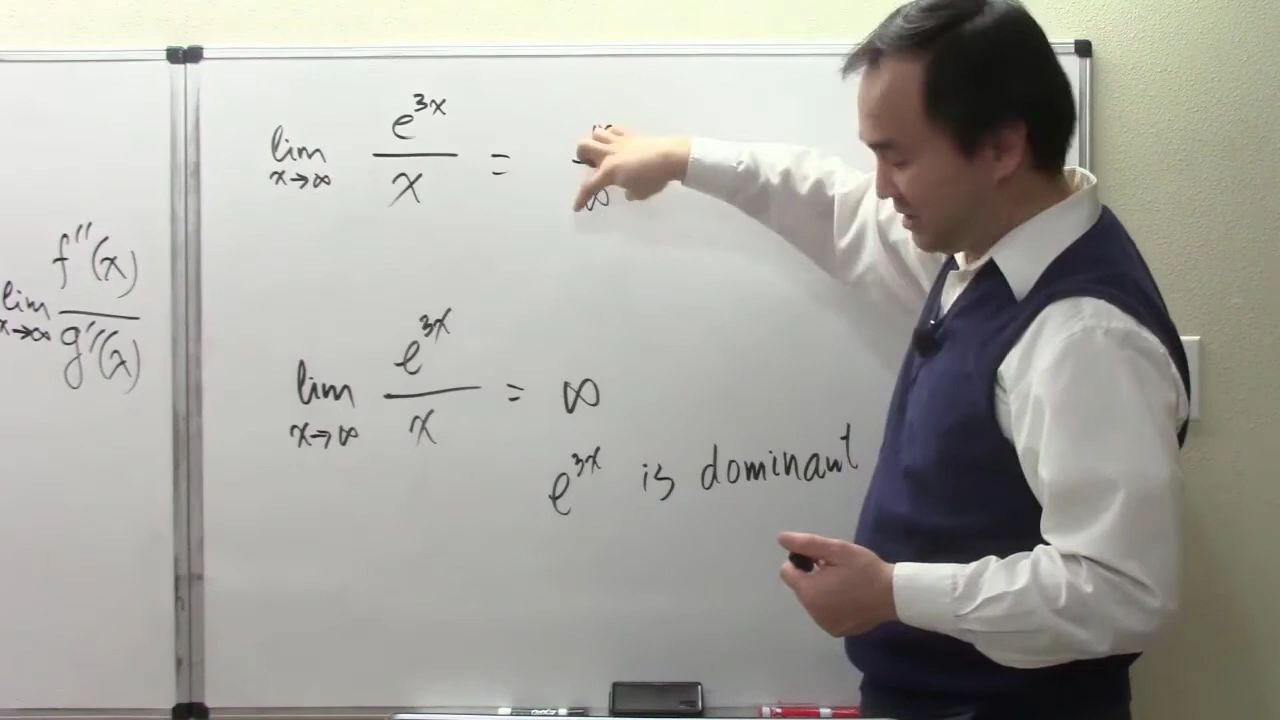 lim x→∞ f''(x) / g''(x)
lim x→∞ e^3x / x = ∞ / ∞
lim x→∞ e^3x / x = ∞
e^3x is dominant